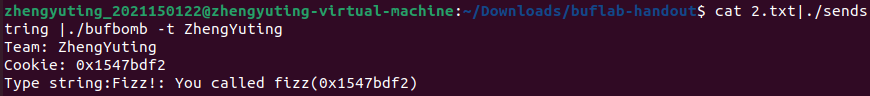 zhengyuting_2021150122@zhengyuting-virtual-machine:~/Downloads/buflab-handout$ cat 2.txt|./sends
tring |./bufbomb -t ZhengYuting
Team: ZhengYuting
Cookie: 0x1547bdf2
Type string:Fizz!: You called fizz(0x1547bdf2)